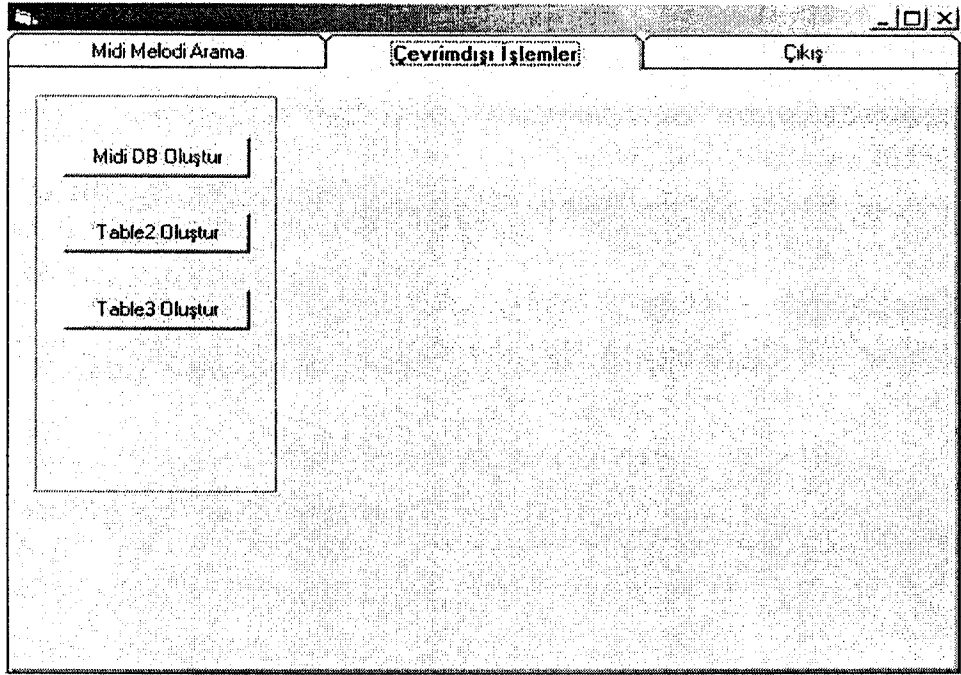 Midi Melodi Arama
Çevrimdışı İşlemler
Çıkış
Midi DB Oluştur
Table2 Oluştur
Table3 Oluştur